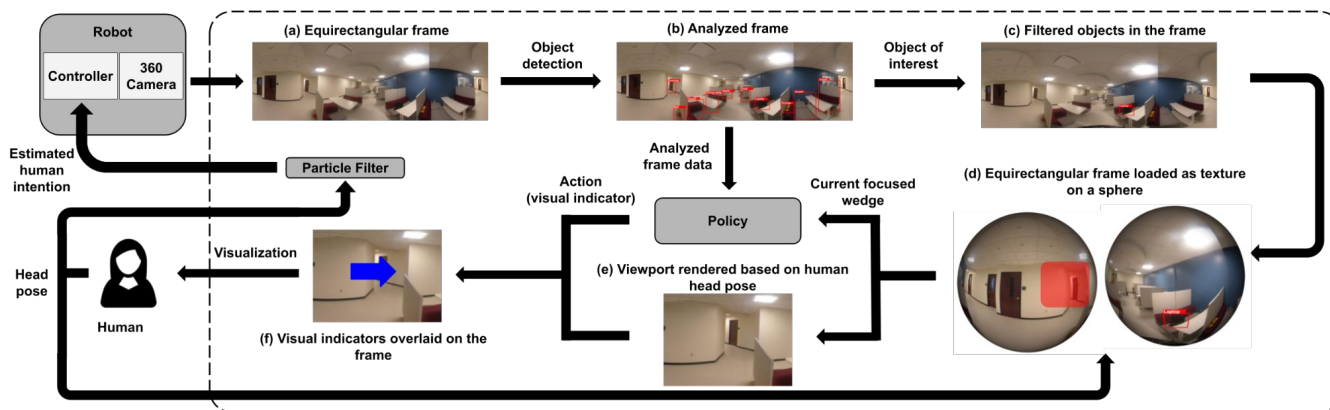 Robot
Controller
360
Camera
(a) Equirectangular frame
Object
detection
(b) Analyzed frame
Object of
interest
(c) Filtered objects in the frame
Estimated
human
intention
Particle Filter
Analyzed
frame data
Action
(visual indicator)
Current focused
wedge
Policy
(d) Equirectangular frame loaded as texture
on a sphere
Head
pose
Human
Visualization
(e) Viewport rendered based on human
head pose
(f) Visual indicators overlaid on the
frame
Laptop